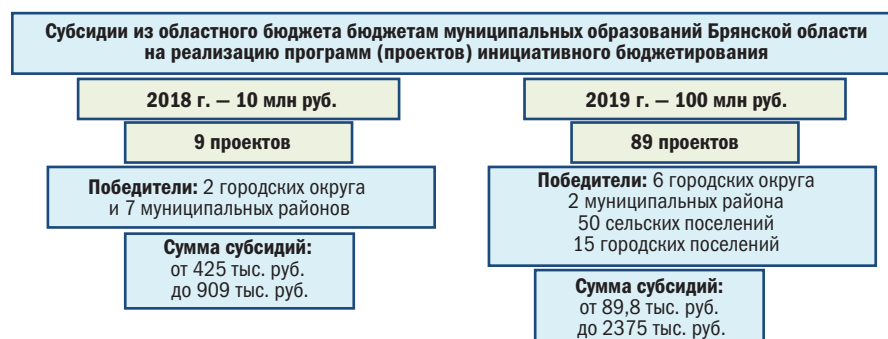 Субсидии из областного бюджета бюджетам муниципальных образований Брянской области
на реализацию программ (проектов) инициативного бюджетирования
2018 г. — 10 млн руб.
9 проектов
Победители: 2 городских округа
и 7 муниципальных районов
Сумма субсидий:
от 425 тыс. руб.
до 909 тыс. руб.
2019 г. — 100 млн руб.
89 проектов
Победители: 6 городских округа
2 муниципальных района
50 сельских поселений
15 городских поселений
Сумма субсидий:
от 89,8 тыс. руб.
до 2375 тыс. руб.